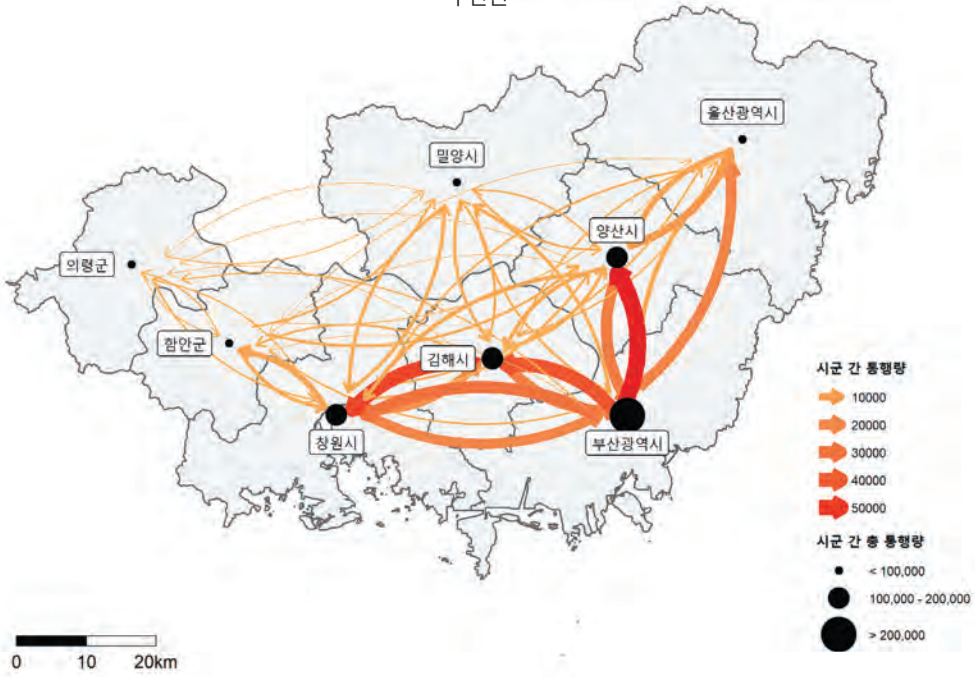 울산광역시
밀양시
양산시
의령군
함안군
김해시
창원시
부산광역시
시군 간 통행량
10000
20000
30000
40000
50000
시군 간 총 통행량
< 100,000
100,000 - 200,000
> 200,000
0 10 20km